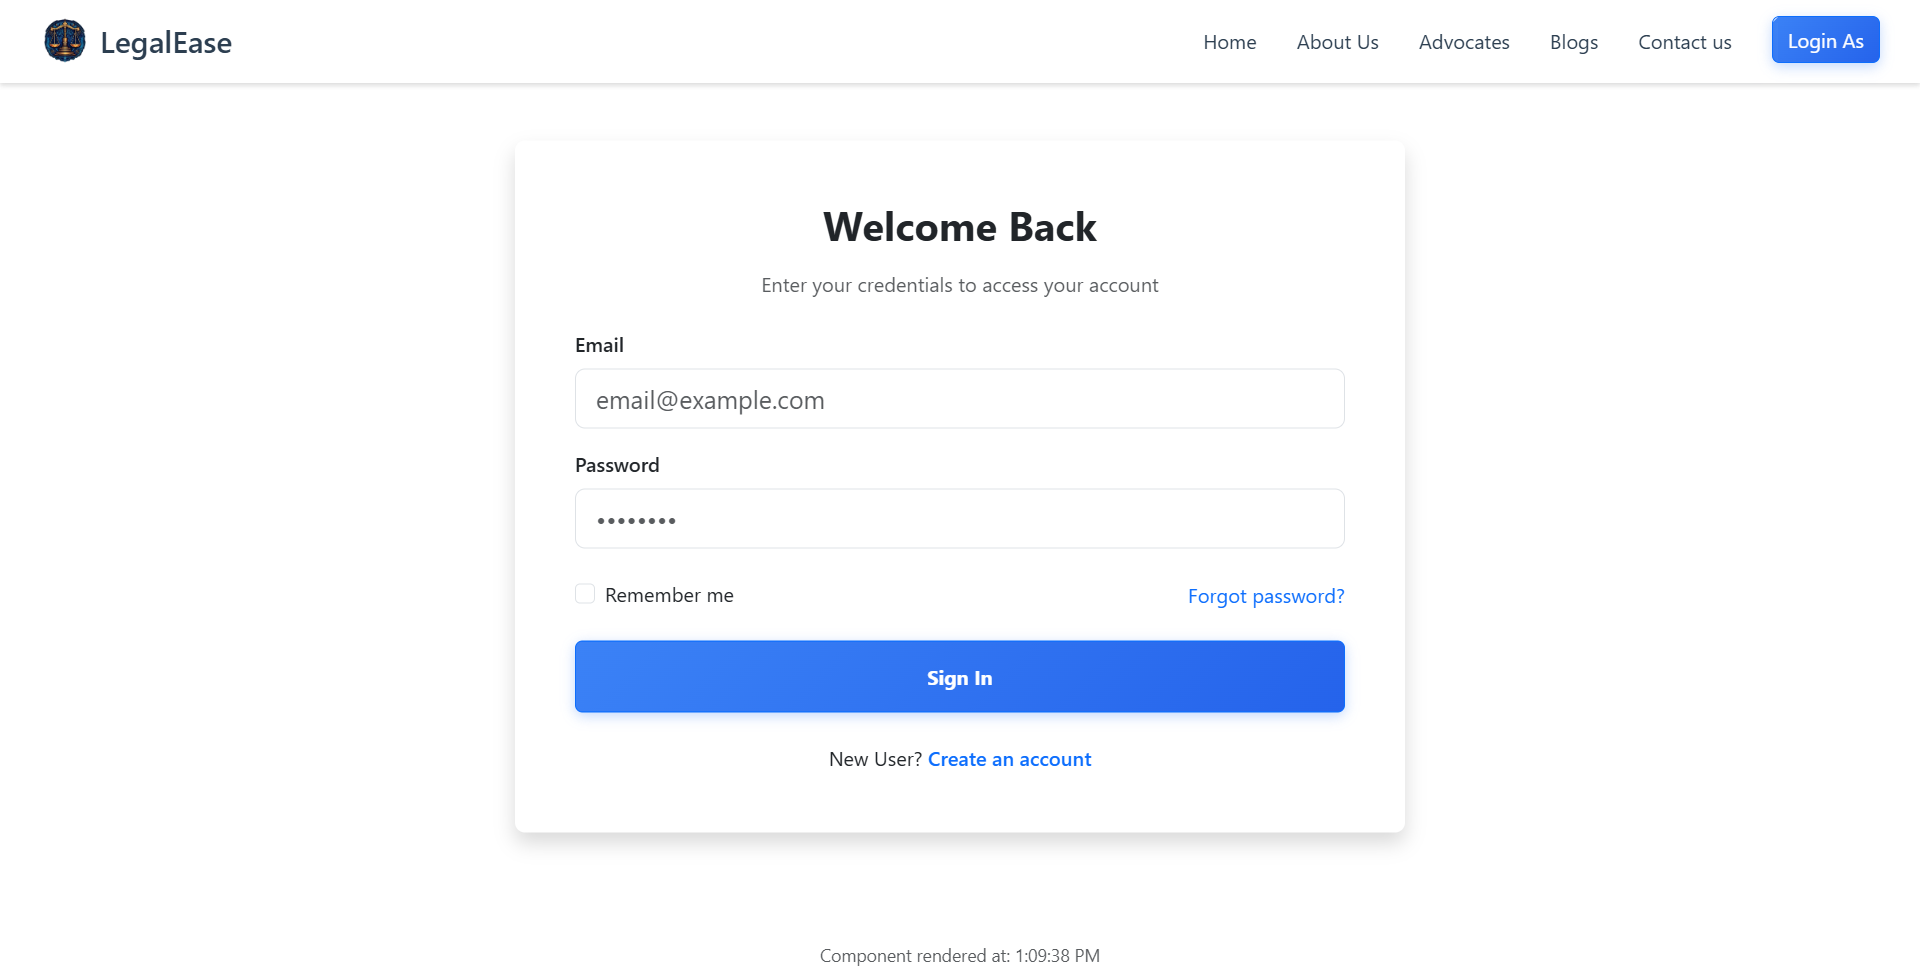 LegalEase
Home About Us Advocates Blogs Contact us Login As
Welcome Back
Enter your credentials to access your account
Email
email@example.com
Password
••••••••
Remember me Forgot password?
Sign In
New User? Create an account
Component rendered at: 1:09:38 PM